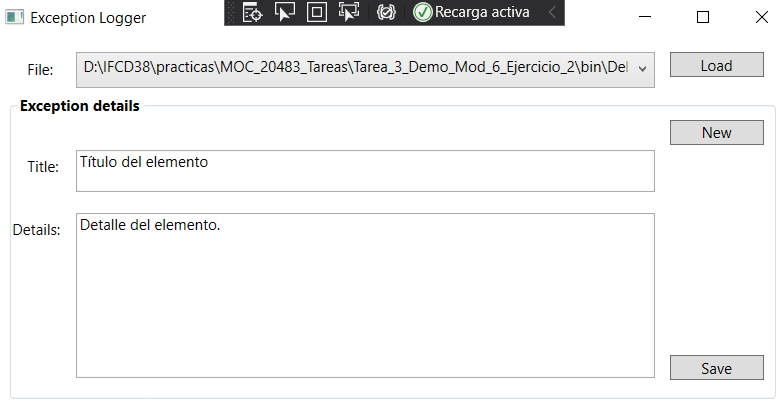 Exception Logger
Recarga activa
File:
D:\IFCD38\practicas\MOC_20483_Tareas\Tarea_3_Demo_Mod_6_Ejercicio_2\bin\Del
Load
Exception details
New
Title:
Título del elemento
Details:
Detalle del elemento.
Save